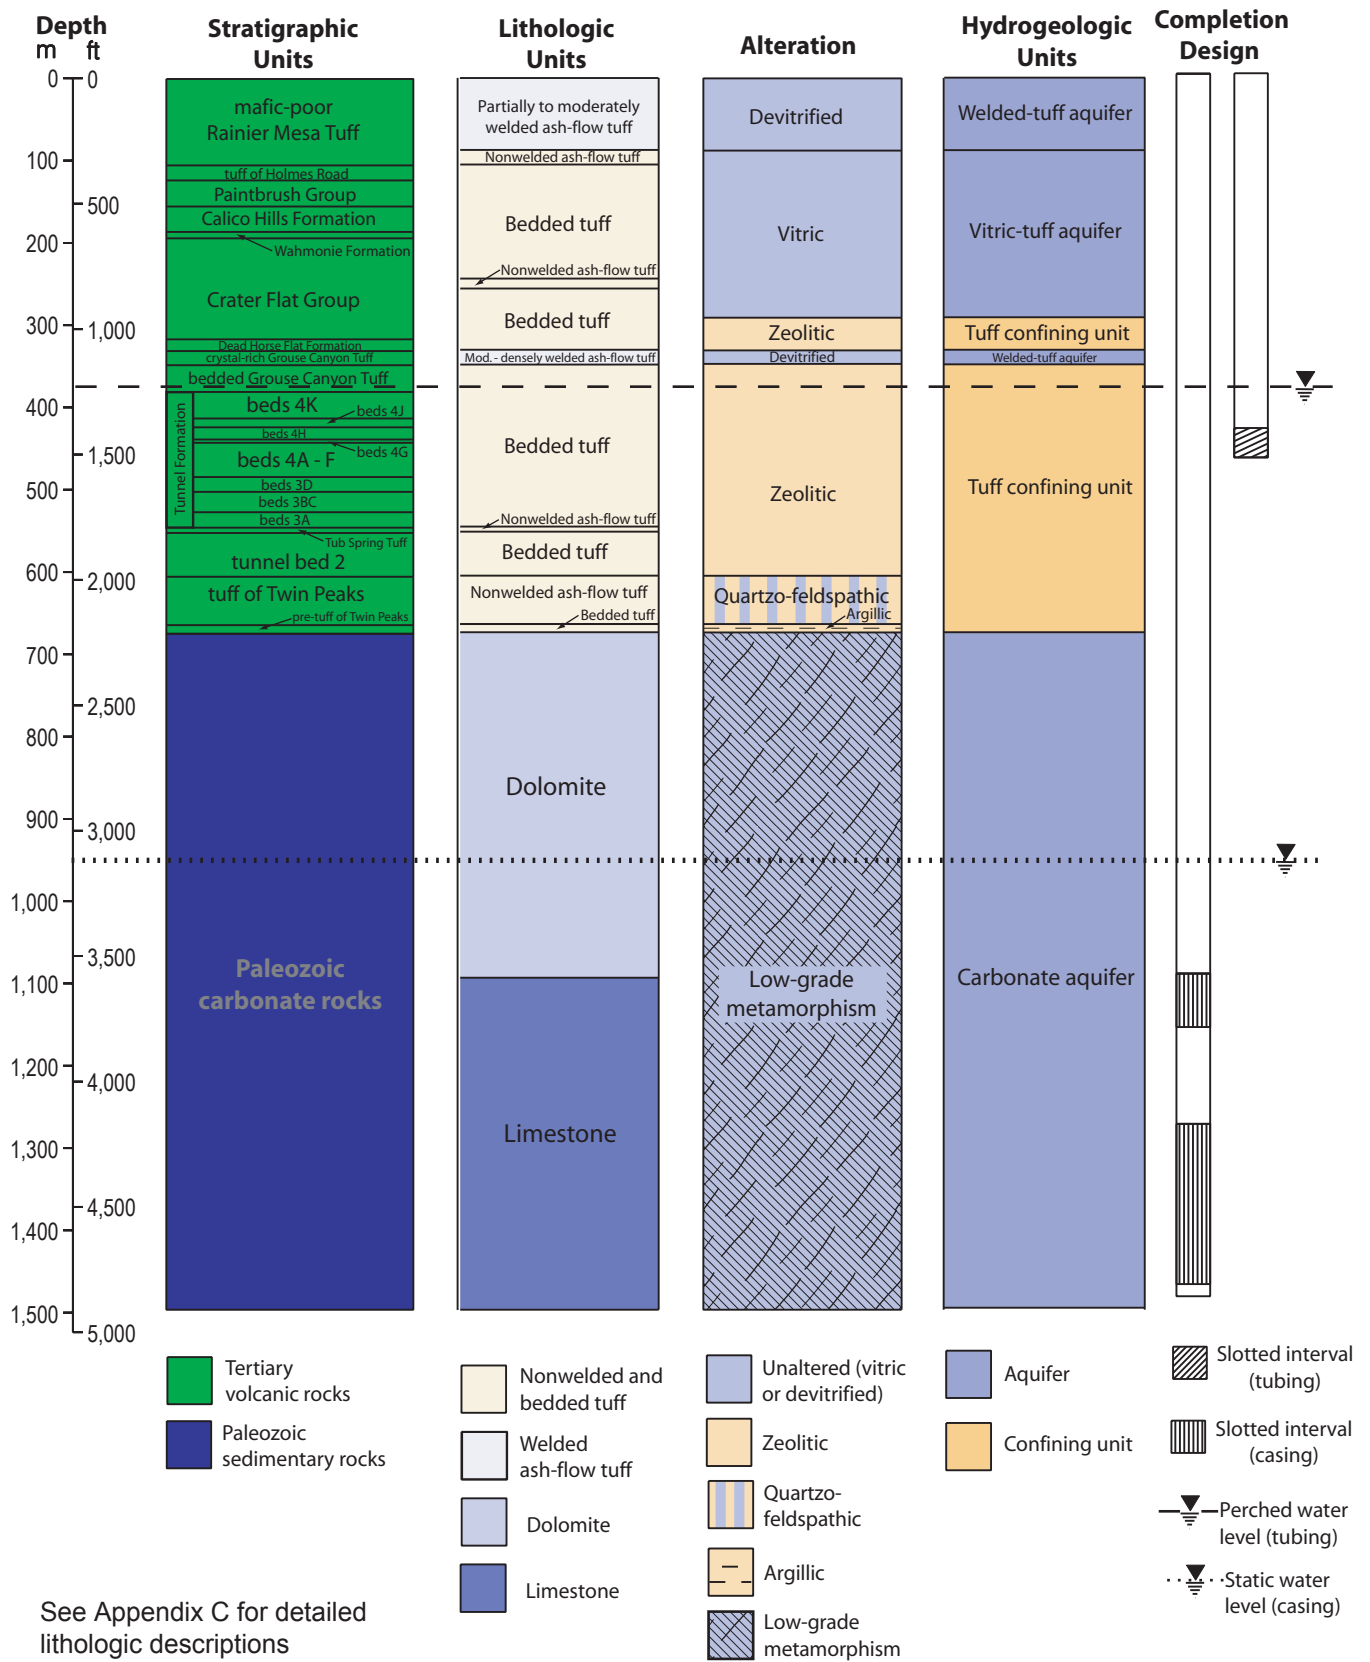 Depth
m ft
Stratigraphic
Units
Lithologic
Units
Alteration
Hydrogeologic
Units
Completion
Design
0
100
200
300
400
500
600
700
800
900
1,000
1,100
1,200
1,300
1,400
1,500
0
500
1,000
1,500
2,000
2,500
3,000
3,500
4,000
4,500
5,000
mafic-poor
Rainier Mesa Tuff
tuff of Holmes Road
Paintbrush Group
Calico Hills Formation
Wahmonie Formation
Crater Flat Group
Dead Horse Flat Formation
crystal-rich Grouse Canyon Tuff
bedded Grouse Canyon Tuff
Tunnel Formation
beds 4K
beds 4J
beds 4H
beds 4G
beds 4A - F
beds 3D
beds 3BC
beds 3A
Tub Spring Tuff
tunnel bed 2
tuff of Twin Peaks
pre-tuff of Twin Peaks
Paleozoic
carbonate rocks
Partially to moderately
welded ash-flow tuff
Nonwelded ash-flow tuff
Bedded tuff
Nonwelded ash-flow tuff
Bedded tuff
Mod. - densely welded ash-flow tuff
Bedded tuff
Nonwelded ash-flow tuff
Bedded tuff
Nonwelded ash-flow tuff
Bedded tuff
Dolomite
Limestone
Devitrified
Vitric
Zeolitic
Devitrified
Zeolitic
Quartzo-feldspathic
Argillic
Low-grade
metamorphism
Welded-tuff aquifer
Vitric-tuff aquifer
Tuff confining unit
Welded-tuff aquifer
Tuff confining unit
Carbonate aquifer
Tertiary
volcanic rocks
Paleozoic
sedimentary rocks
Nonwelded and
bedded tuff
Welded
ash-flow tuff
Dolomite
Limestone
Unaltered (vitric
or devitrified)
Zeolitic
Quartzo-
feldspathic
Argillic
Low-grade
metamorphism
Aquifer
Confining unit
Slotted interval
(tubing)
Slotted interval
(casing)
Perched water
level (tubing)
Static water
level (casing)
See Appendix C for detailed
lithologic descriptions